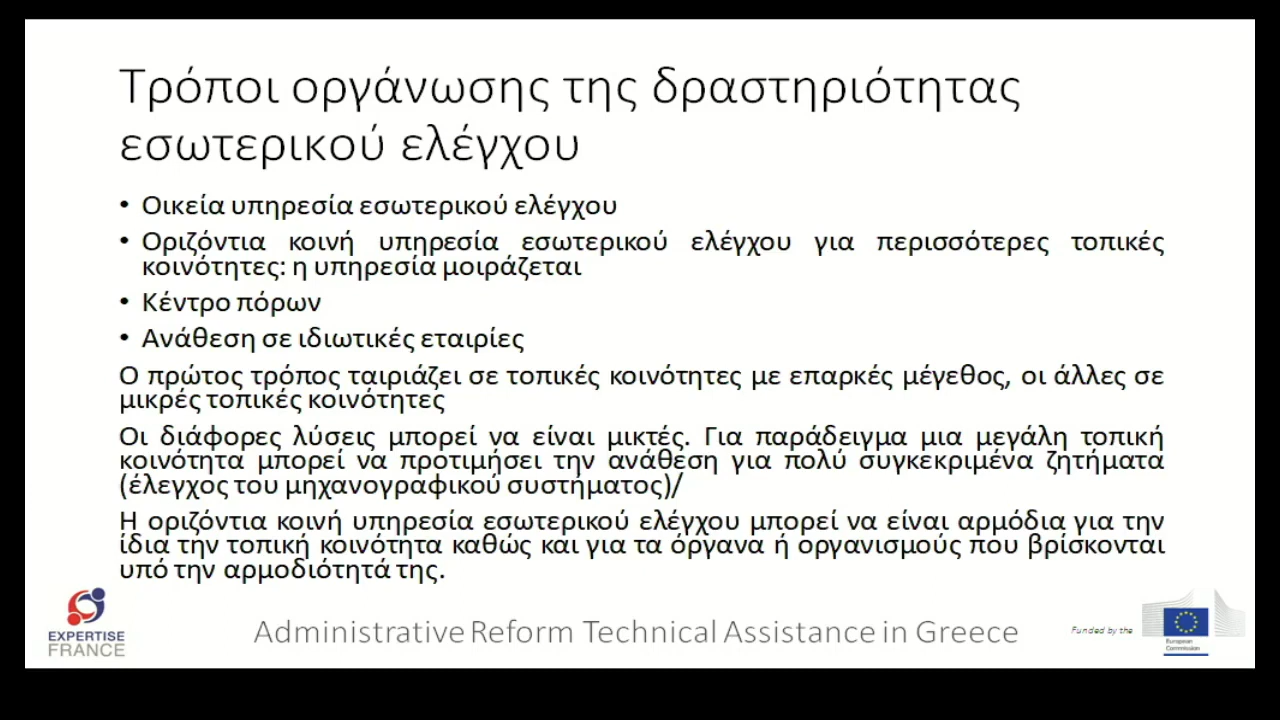 Τρόποι οργάνωσης της δραστηριότητας
εσωτερικού ελέγχου
• Οικεία υπηρεσία εσωτερικού ελέγχου
• Οριζόντια κοινή υπηρεσία εσωτερικού ελέγχου για περισσότερες τοπικές
κοινότητες: η υπηρεσία μοιράζεται
• Κέντρο πόρων
• Ανάθεση σε ιδιωτικές εταιρίες
Ο πρώτος τρόπος ταιριάζει σε τοπικές κοινότητες με επαρκές μέγεθος, οι άλλες σε
μικρές τοπικές κοινότητες
Οι διάφορες λύσεις μπορεί να είναι μικτές. Για παράδειγμα μια μεγάλη τοπική
κοινότητα μπορεί να προτιμήσει την ανάθεση για πολύ συγκεκριμένα ζητήματα
(έλεγχος του μηχανογραφικού συστήματος)/
Η οριζόντια κοινή υπηρεσία εσωτερικού ελέγχου μπορεί να είναι αρμόδια για την
ίδια την τοπική κοινότητα καθώς και για τα όργανα ή οργανισμούς που βρίσκονται
υπό την αρμοδιότητά της.
EXPERTISE
FRANCE
Administrative Reform Technical Assistance in Greece
Funded by the
European
Commission